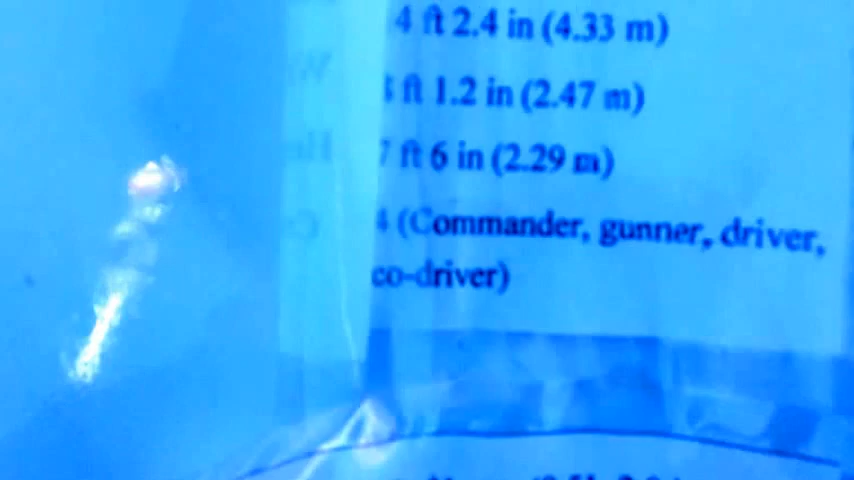 4 ft 2.4 in (4.33 m)
ft 1.2 in (2.47 m)
7 ft 6 in (2.29 m)
4 (Commander, gunner, driver,
co-driver)